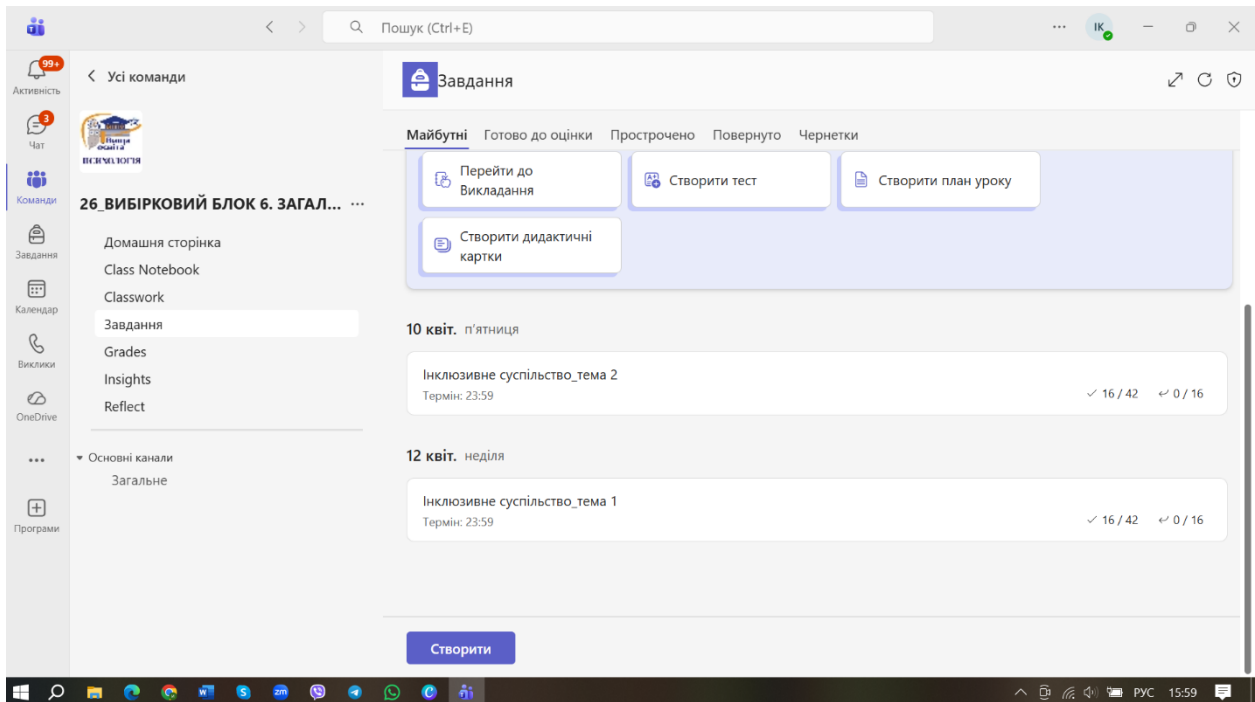 Пошук (Ctrl+E)
ІК
99+
Активність
3
Чат
Команди
Завдання
Календар
Виклики
OneDrive
Програми
Усі команди
Вища
освіта
ПСИХОЛОГІЯ
26_ВИБІРКОВИЙ БЛОК 6. ЗАГАЛ...
Домашня сторінка
Class Notebook
Classwork
Завдання
Grades
Insights
Reflect
Основні канали
Загальне
Завдання
Майбутні Готово до оцінки Прострочено Повернуто Чернетки
Перейти до
Викладання
Створити тест
Створити план уроку
Створити дидактичні
картки
10 квіт. п'ятниця
Інклюзивне суспільство_тема 2
Термін: 23:59
16 / 42 0 / 16
12 квіт. неділя
Інклюзивне суспільство_тема 1
Термін: 23:59
16 / 42 0 / 16
Створити
РУС 15:59